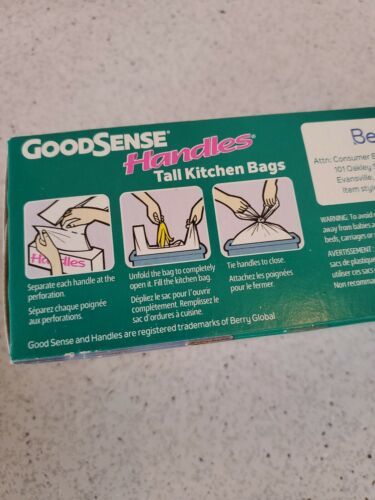 GOODSENSE®
Handles®
Tall Kitchen Bags
Handles
Separate each handle at the
perforation.
Séparez chaque poignée
aux perforations.
Unfold the bag to completely
open it. Fill the kitchen bag.
Dépliez le sac pour l'ouvrir
complètement. Remplissez le
sac d'ordures à cuisine.
Tie handles to close.
Attachez les poignées
pour le fermer.
Good Sense and Handles are registered trademarks of Berry Global
Be
Attn: Consumer
101 Oakley
Evansville,
Item
WARNING: To avoid
away from babies
beds, carriages or
AVERTISSEMENT :
sacs de plastique
utiliser ces sacs
Non